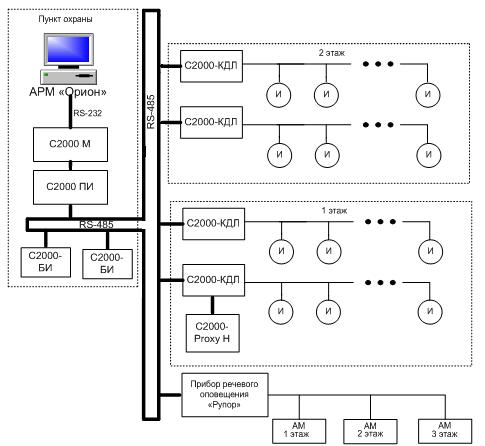 Пункт охраны
АРМ «Орион»
RS-232
С2000 М
С2000 ПИ
RS-485
С2000-
БИ
С2000-
БИ
RS-485
2 этаж
С2000-КДЛ
И
И
И
С2000-КДЛ
И
И
И
1 этаж
С2000-КДЛ
И
И
И
С2000-КДЛ
И
И
И
С2000-
Proxy H
Прибор речевого
оповещения
«Рупор»
АМ
1 этаж
АМ
2 этаж
АМ
3 этаж